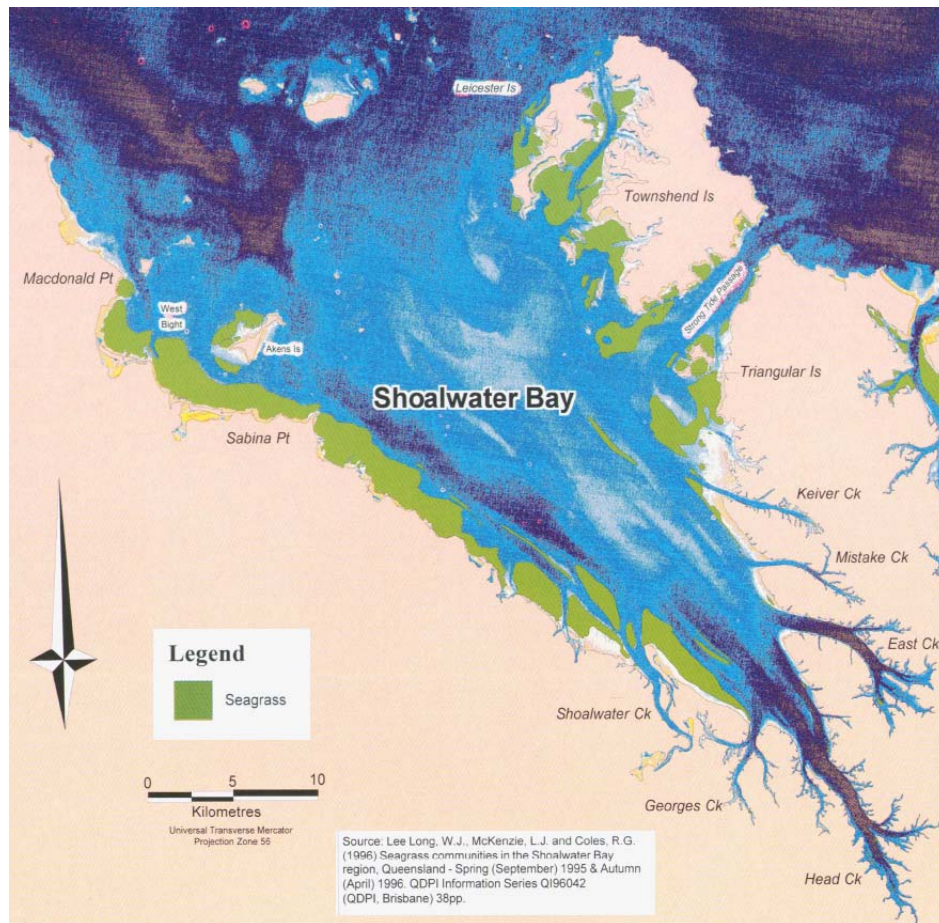 Leicester Is
Townshend Is
Macdonald Pt
West
Bight
Strong Tide Passage
Akens Is
Triangular Is
Shoalwater Bay
Sabina Pt
Keiver Ck
Mistake Ck
East Ck
Legend
Seagrass
Shoalwater Ck
0 5 10
Kilometres
Universal Transverse Mercator
Projection Zone 55
Georges Ck
Head Ck
Source: Lee Long, W.J., McKenzie, L.J. and Coles, R.G.
(1996) Seagrass communities in the Shoalwater Bay
region, Queensland - Spring (September) 1995 & Autumn
(April) 1996. QDPI Information Series QI96042
(QDPI, Brisbane) 38pp.